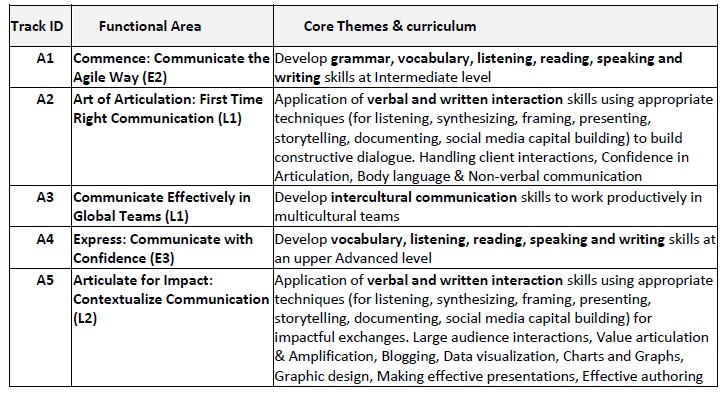 Track ID Functional Area Core Themes & curriculum
A1 Commence: Communicate the Agile Way (E2)
Develop grammar, vocabulary, listening, reading, speaking and
writing skills at Intermediate level
A2 Art of Articulation: First Time
Right Communication (L1)
Application of verbal and written interaction skills using appropriate
techniques (for listening, synthesizing, framing, presenting,
storytelling, documenting, social media capital building) to build
constructive dialogue. Handling client interactions, Confidence in
Articulation, Body language & Non-verbal communication
A3 Communicate Effectively in
Global Teams (L1)
Develop intercultural communication skills to work productively in
multicultural teams
A4 Express: Communicate with
Confidence (E3)
Develop vocabulary, listening, reading, speaking and writing skills at
an upper Advanced level
A5 Articulate for Impact:
Contextualize Communication
(L2)
Application of verbal and written interaction skills using appropriate
techniques (for listening, synthesizing, framing, presenting,
storytelling, documenting, social media capital building) for
impactful exchanges. Large audience interactions, Value articulation
& Amplification, Blogging, Data visualization, Charts and Graphs,
Graphic design, Making effective presentations, Effective authoring